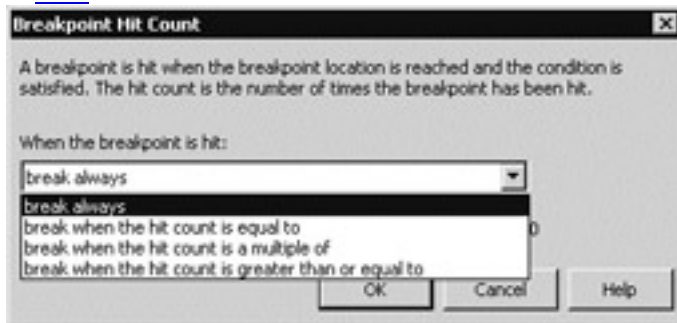 Breakpoint Hit Count
A breakpoint is hit when the breakpoint location is reached and the condition is
satisfied. The hit count is the number of times the breakpoint has been hit.
When the breakpoint is hit:
break always
break always
break when the hit count is equal to
break when the hit count is a multiple of
break when the hit count is greater than or equal to
OK Cancel Help